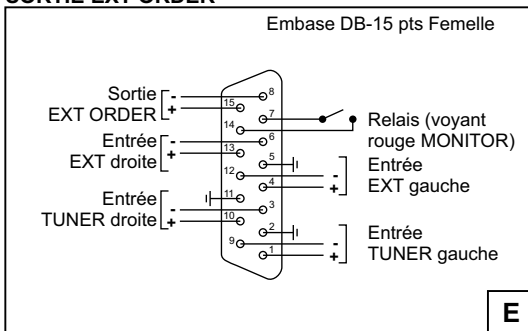 SORTIE EXT ORDER
Embase DB-15 pts Femelle
Sortie
EXT ORDER
-
+
Entrée
EXT droite
-
+
Entrée
TUNER droite
-
+
8
15
7
14
6
13
5
12
4
11
3
10
2
9
1
Relais (voyant
rouge MONITOR)
-
+
Entrée
EXT gauche
-
+
Entrée
TUNER gauche
E